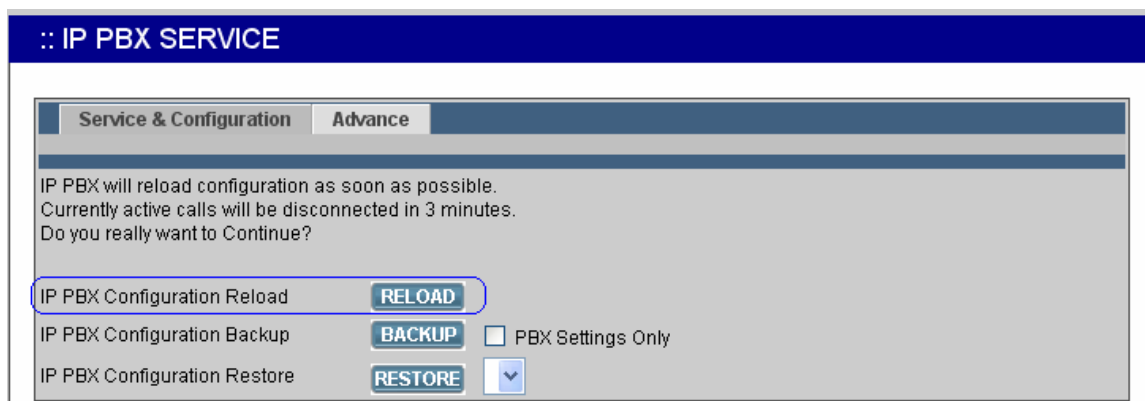 :: IP PBX SERVICE
Service & Configuration Advance
IP PBX will reload configuration as soon as possible.
Currently active calls will be disconnected in 3 minutes.
Do you really want to Continue?
IP PBX Configuration Reload RELOAD
IP PBX Configuration Backup BACKUP PBX Settings Only
IP PBX Configuration Restore RESTORE